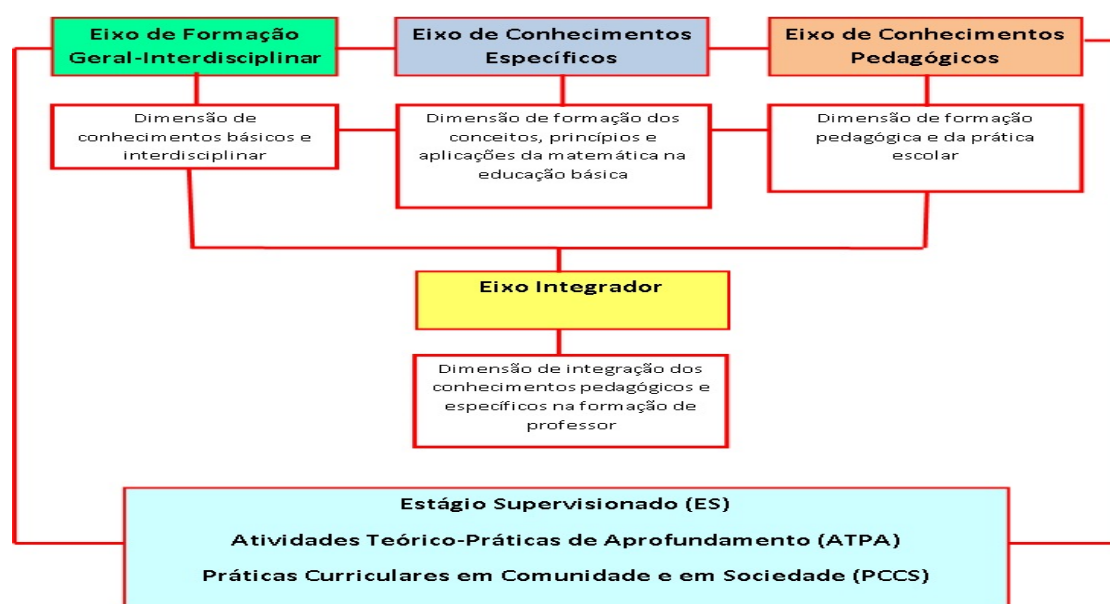 Eixo de Formação
Geral-Interdisciplinar
Eixo de Conhecimentos
Específicos
Eixo de Conhecimentos
Pedagógicos
Dimensão de
conhecimentos básicos e
interdisciplinar
Dimensão de formação dos
conceitos, princípios e
aplicações da matemática na
educação básica
Dimensão de formação
pedagógica e da prática
escolar
Eixo Integrador
Dimensão de integração dos
conhecimentos pedagógicos e
específicos na formação de
professor
Estágio Supervisionado (ES)
Atividades Teórico-Práticas de Aprofundamento (ATPA)
Práticas Curriculares em Comunidade e em Sociedade (PCCS)